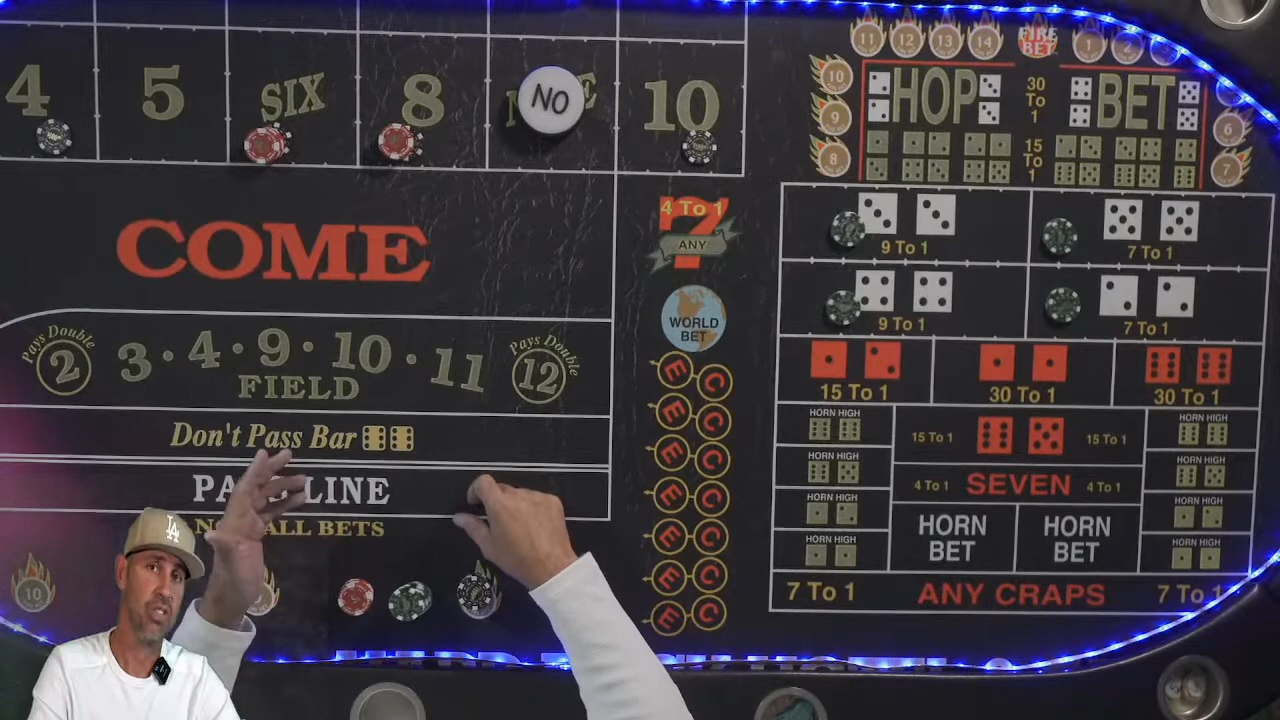 4 5 SIX 8 10
NO
COME
Pays Double
2
3 · 4 · 9 · 10 · 11
FIELD
Pays Double
12
Don't Pass Bar
LINE
ALL BETS
10
LA
4 To 1
7
ANY
WORLD
BET
E C
E C
E C
E C
E C
E C
E C
11 12 13 14 FIRE BET 1 2
10
9
8
6
7
HOP BET
30
To
1
15
To
1
9 To 1
7 To 1
9 To 1
7 To 1
15 To 1
30 To 1
30 To 1
HORN HIGH
HORN HIGH
HORN HIGH
HORN HIGH
15 To 1
15 To 1
4 To 1 SEVEN 4 To 1
HORN
BET
HORN
BET
HORN HIGH
HORN HIGH
HORN HIGH
HORN HIGH
7 To 1 ANY CRAPS 7 To 1